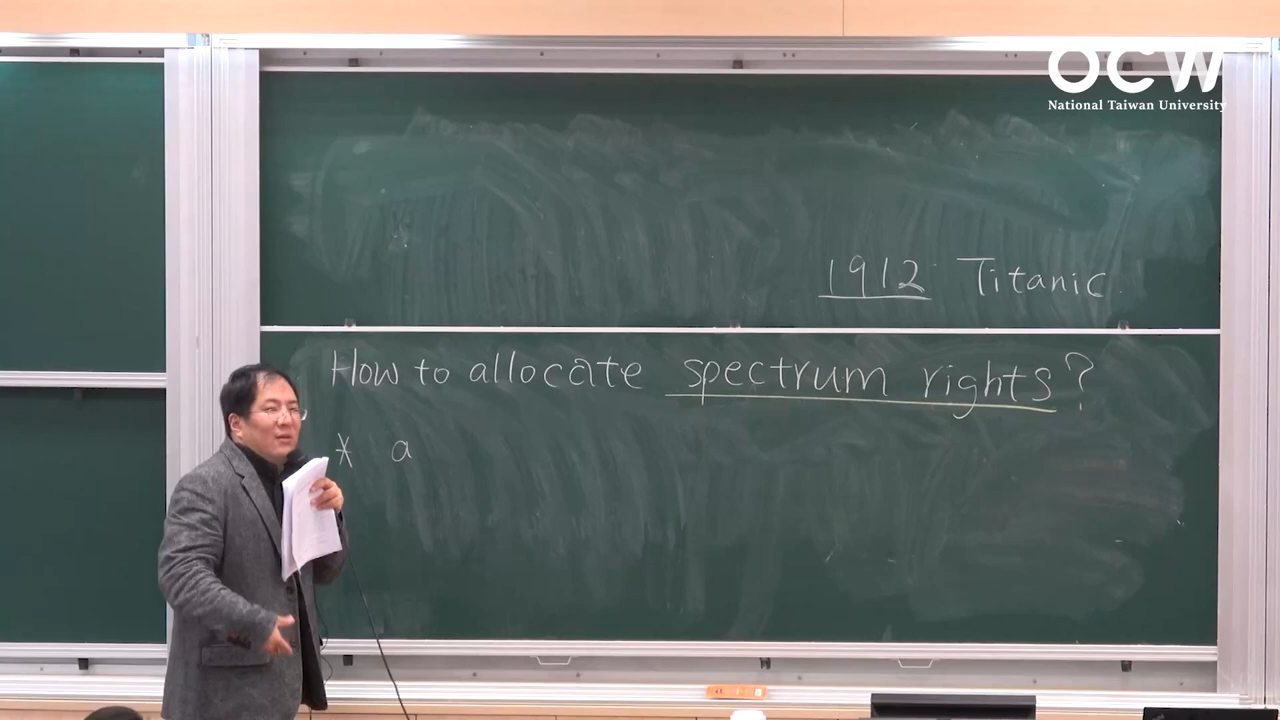 OCW
National Taiwan University
1912 Titanic
How to allocate spectrum rights?
* a